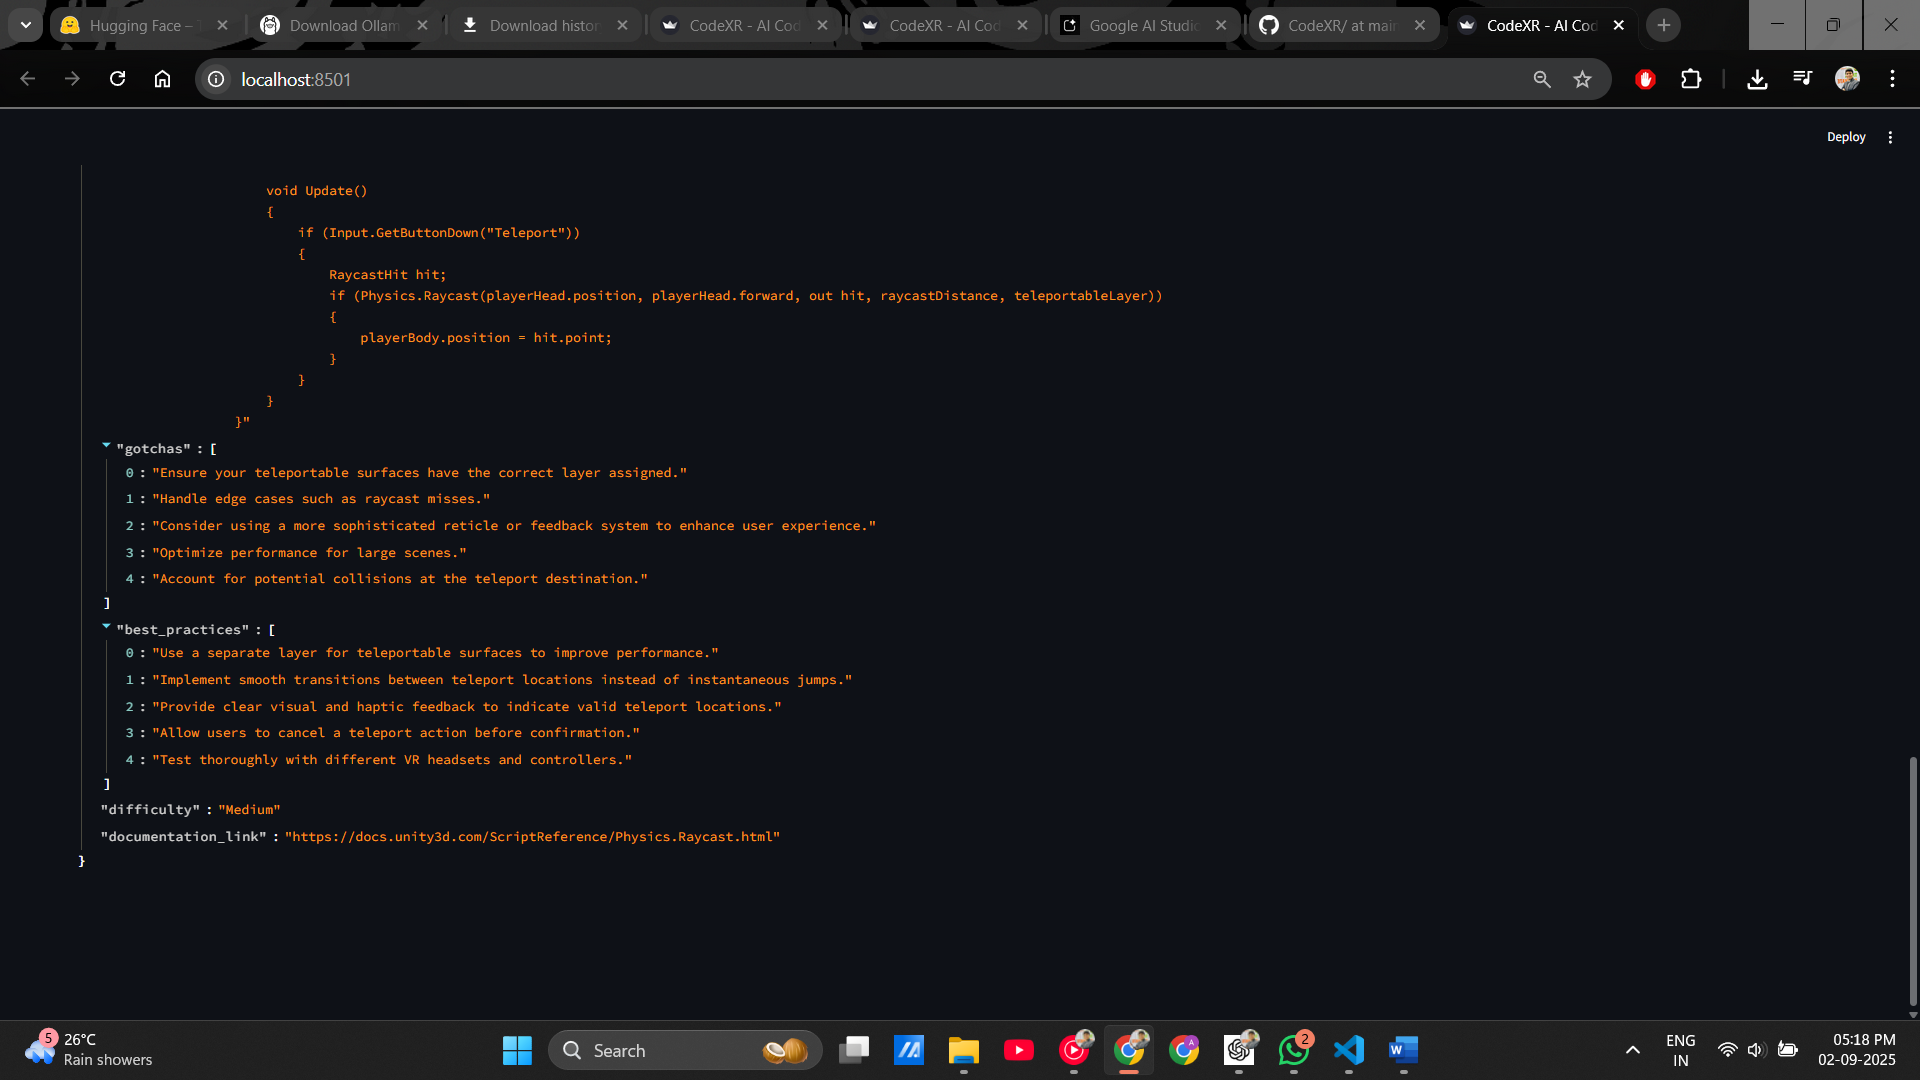 Hugging Face – T
Download Ollam
Download histor
CodeXR - AI Cod
CodeXR - AI Cod
Google AI Studio
CodeXR/ at main
CodeXR - AI Cod
localhost:8501
Deploy
void Update()
{
if (Input.GetButtonDown("Teleport"))
{
RaycastHit hit;
if (Physics.Raycast(playerHead.position, playerHead.forward, out hit, raycastDistance, teleportableLayer))
{
playerBody.position = hit.point;
}
}
}
}"
"gotchas" : [
0 : "Ensure your teleportable surfaces have the correct layer assigned."
1 : "Handle edge cases such as raycast misses."
2 : "Consider using a more sophisticated reticle or feedback system to enhance user experience."
3 : "Optimize performance for large scenes."
4 : "Account for potential collisions at the teleport destination."
]
"best_practices" : [
0 : "Use a separate layer for teleportable surfaces to improve performance."
1 : "Implement smooth transitions between teleport locations instead of instantaneous jumps."
2 : "Provide clear visual and haptic feedback to indicate valid teleport locations."
3 : "Allow users to cancel a teleport action before confirmation."
4 : "Test thoroughly with different VR headsets and controllers."
]
"difficulty" : "Medium"
"documentation_link" : "https://docs.unity3d.com/ScriptReference/Physics.Raycast.html"
}
5
26°C
Rain showers
Search
A
2
W
ENG
IN
05:18 PM
02-09-2025